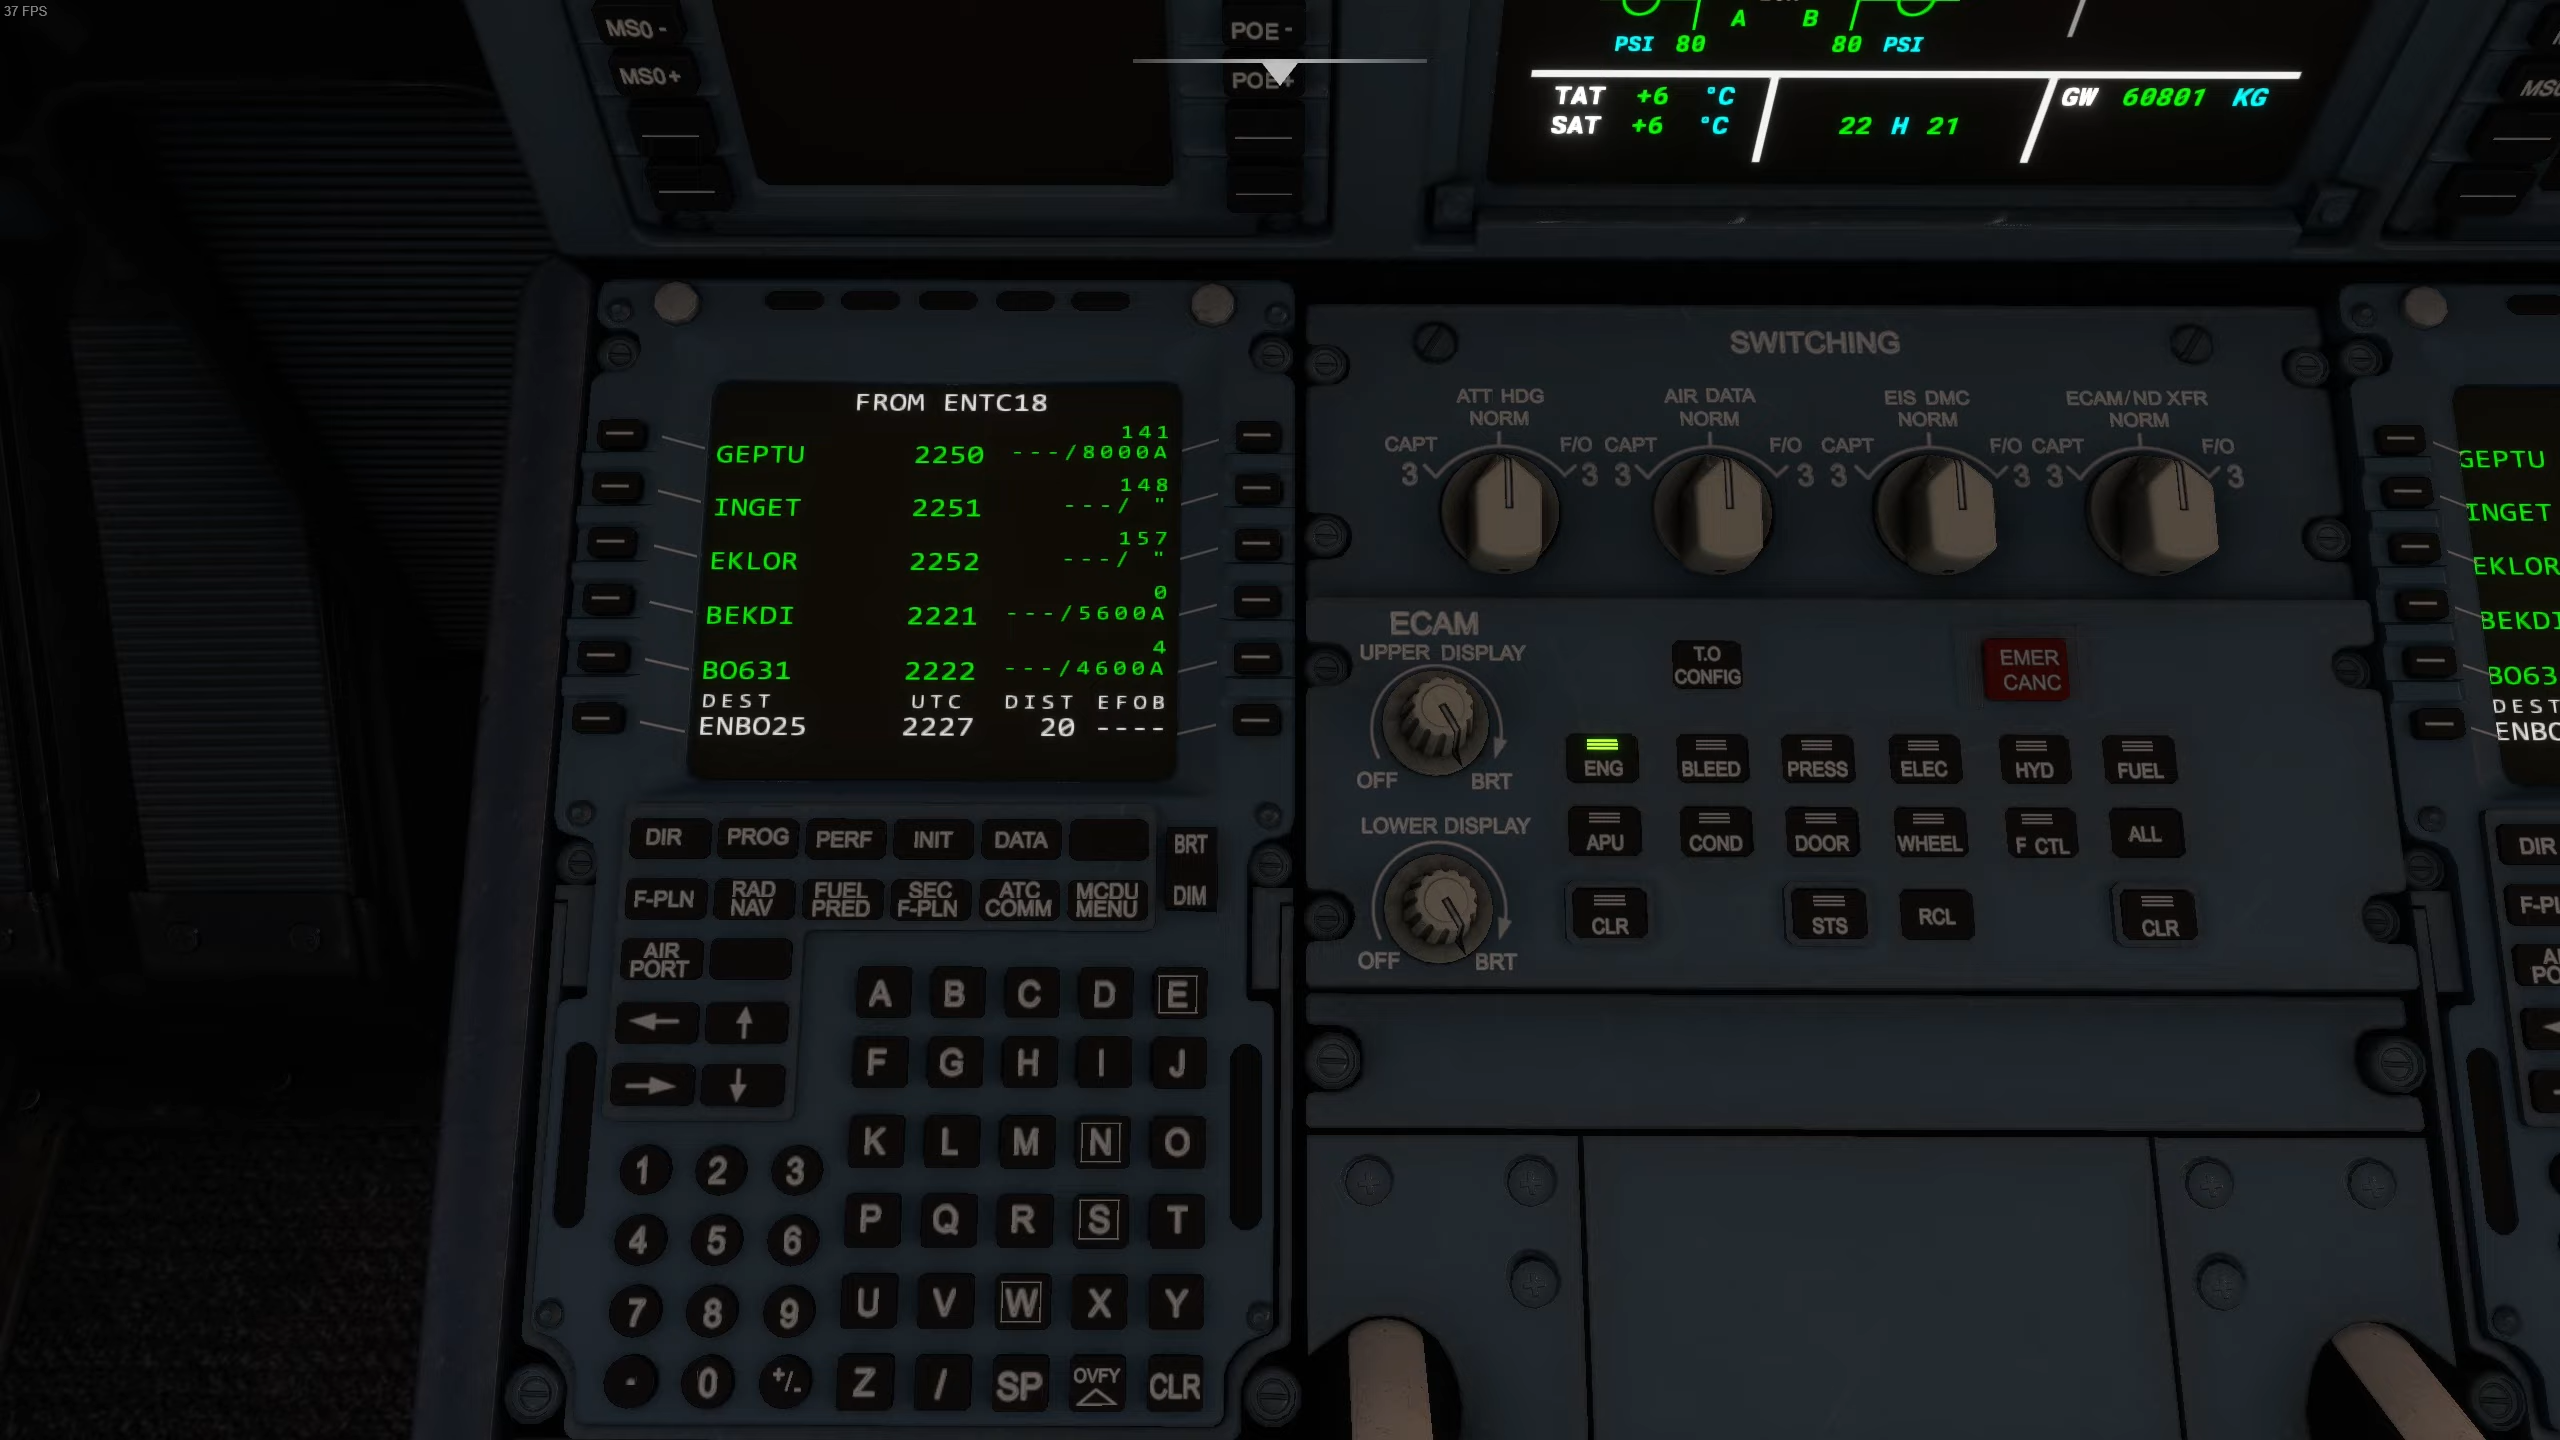 37 FPS
MS0 -
MS0+
POE -
POE+
A B
PSI 80 80 PSI
TAT +6 °C
SAT +6 °C
22 H 21
GW 60801 KG
FROM ENTC18
141
GEPTU 2250 ---/8000A
148
INGET 2251 ---/ "
157
EKLOR 2252 ---/ "
0
BEKDI 2221 ---/5600A
4
BO631 2222 ---/4600A
DEST UTC DIST EFOB
ENBO25 2227 20 ----
DIR PROG PERF INIT DATA
BRT
DIM
F-PLN RAD NAV FUEL PRED SEC F-PLN ATC COMM MCDU MENU
AIR PORT
← ↑
→ ↓
A B C D E
F G H I J
K L M N O
P Q R S T
U V W X Y
Z / SP OVFY CLR
1 2 3
4 5 6
7 8 9
- 0 +/-
SWITCHING
ATT HDG AIR DATA EIS DMC ECAM/ND XFR
NORM NORM NORM NORM
CAPT F/O CAPT F/O CAPT F/O CAPT F/O
3 3 3 3 3 3 3 3
ECAM
UPPER DISPLAY
OFF BRT
T.O CONFIG
EMER CANC
LOWER DISPLAY
OFF BRT
ENG BLEED PRESS ELEC HYD FUEL
APU COND DOOR WHEEL F CTL ALL
CLR STS RCL CLR
GEPTU
INGET
EKLOR
BEKDI
BO63
DEST
ENBO
DIR
F-PL